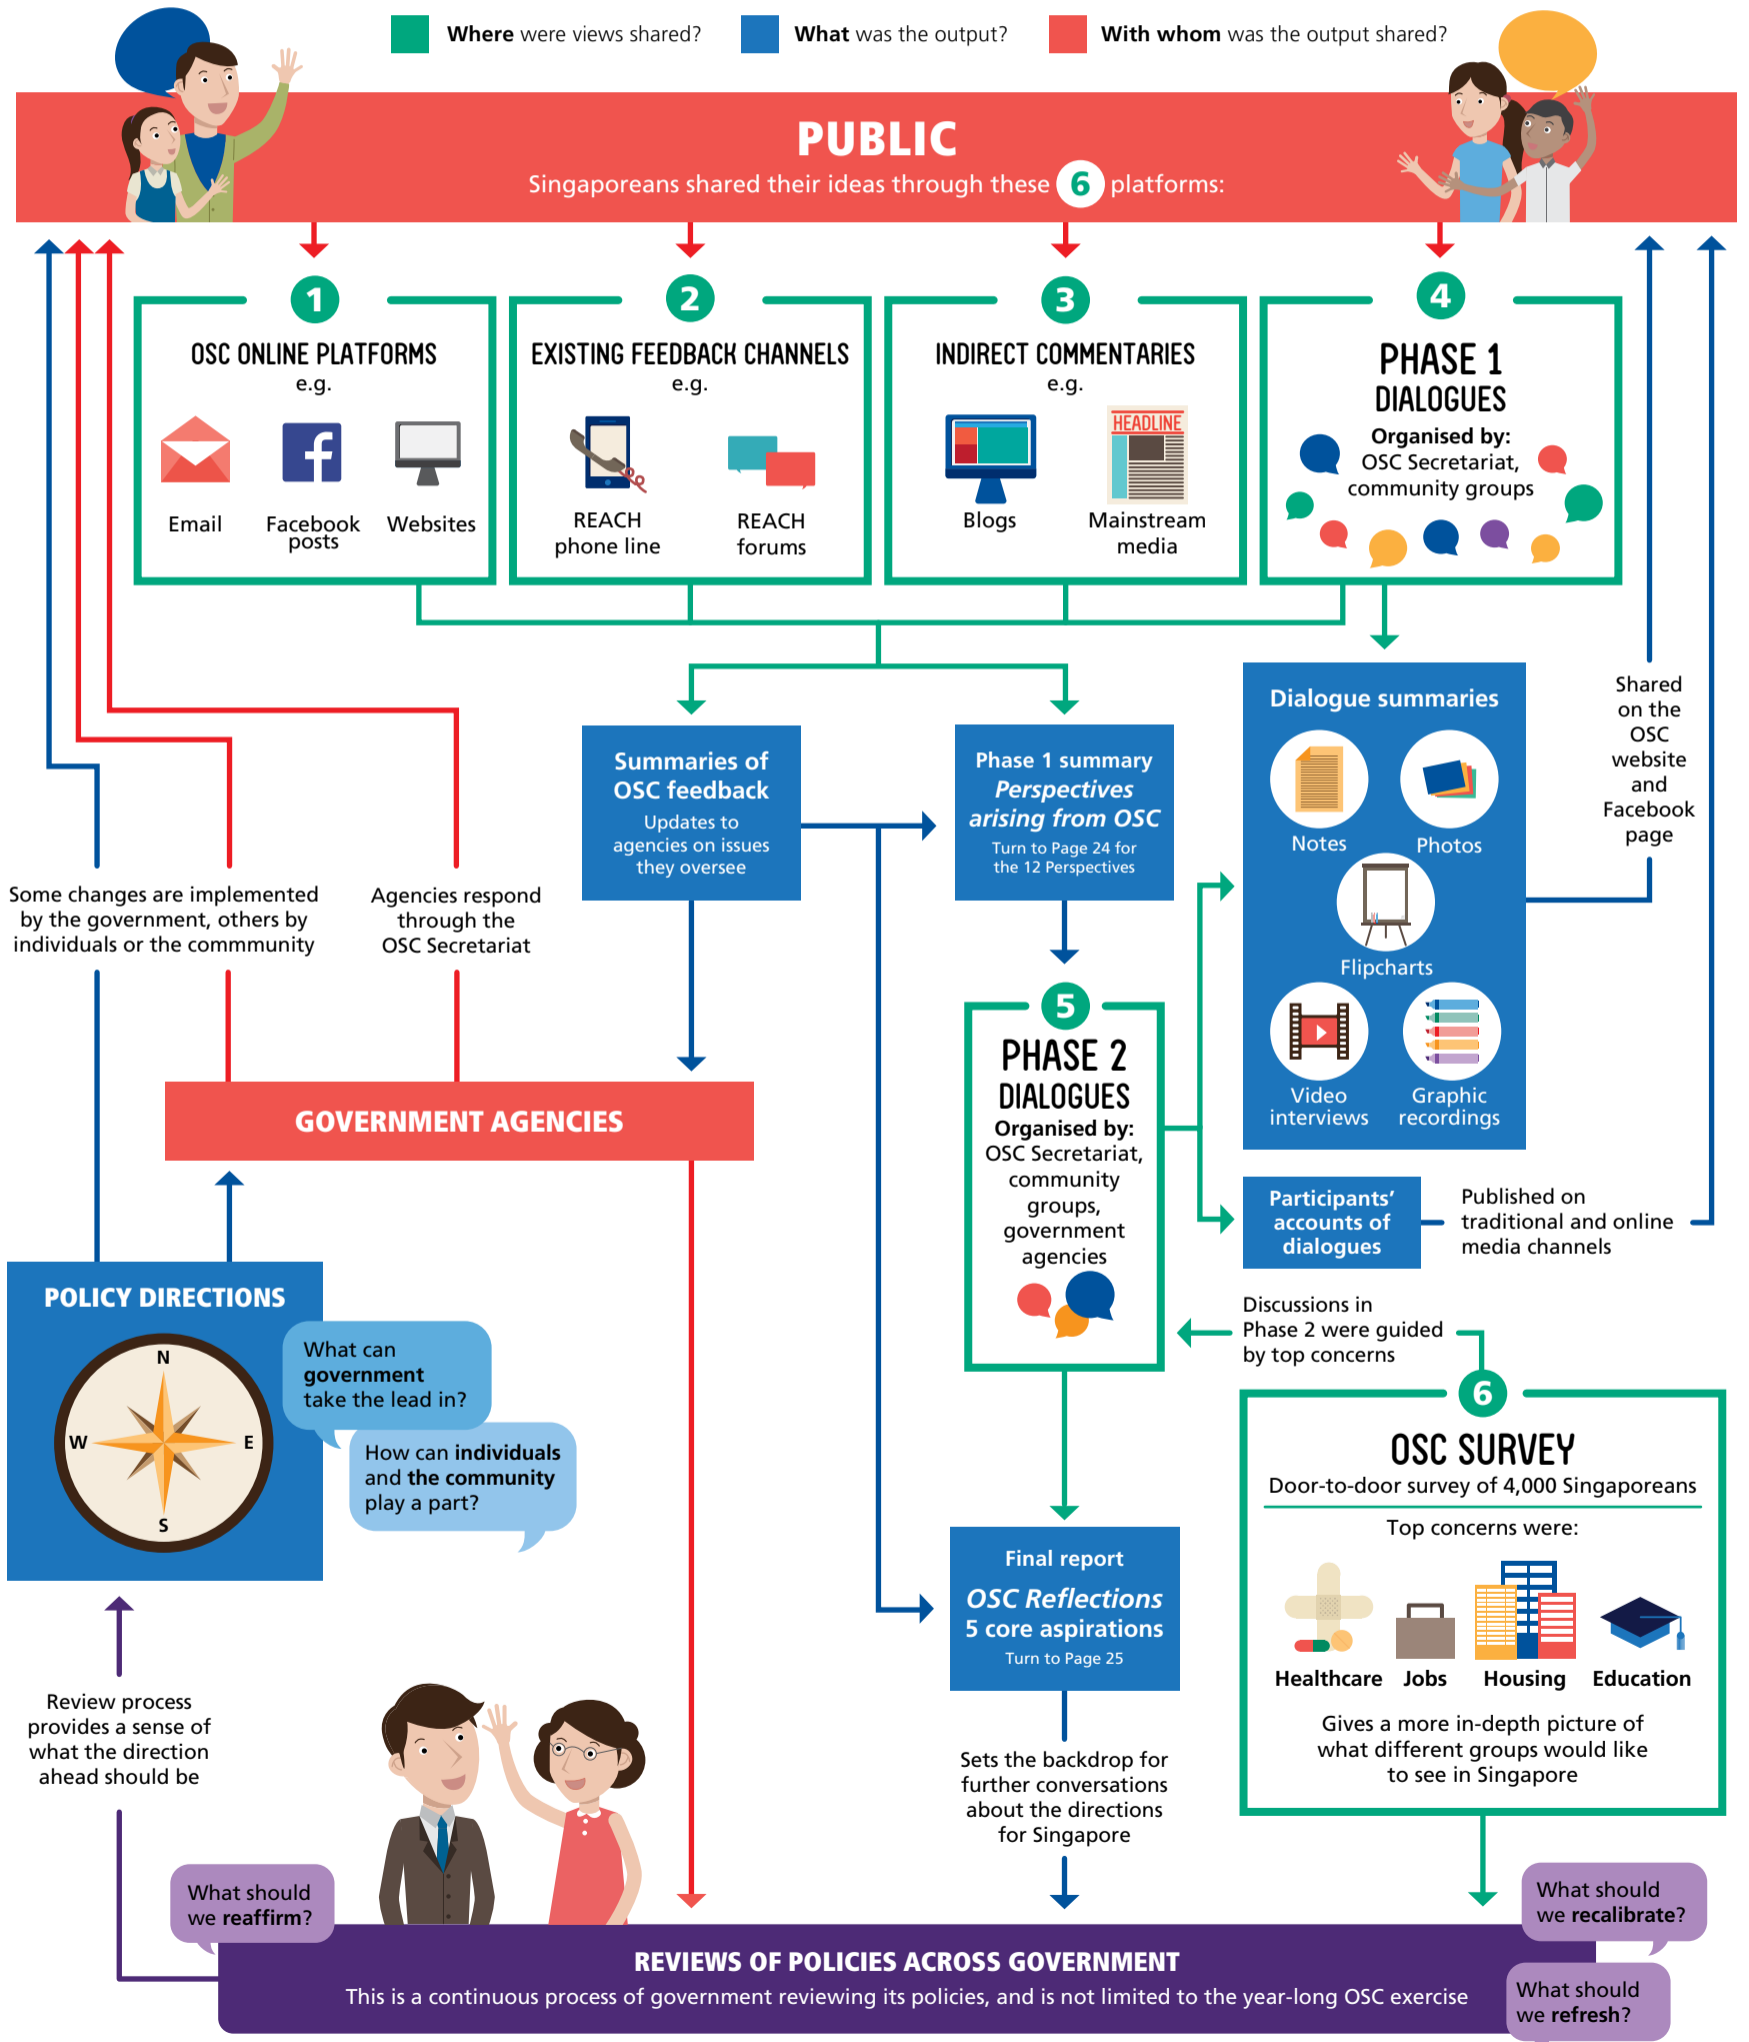 Where were views shared?
What was the output?
With whom was the output shared?
PUBLIC
Singaporeans shared their ideas through these 6 platforms:
1
OSC ONLINE PLATFORMS
e.g.
Email
Facebook
posts
Websites
2
EXISTING FEEDBACK CHANNELS
e.g.
REACH
phone line
REACH
forums
3
INDIRECT COMMENTARIES
e.g.
HEADLINE
Blogs
Mainstream
media
4
PHASE 1
DIALOGUES
Organised by:
OSC Secretariat,
community groups
Summaries of
OSC feedback
Updates to
agencies on issues
they oversee
Phase 1 summary
Perspectives
arising from OSC
Turn to Page 24 for
the 12 Perspectives
Dialogue summaries
Notes
Photos
Flipcharts
Video
interviews
Graphic
recordings
Shared
on the
OSC
website
and
Facebook
page
Some changes are implemented
by the government, others by
individuals or the commmunity
Agencies respond
through the
OSC Secretariat
GOVERNMENT AGENCIES
5
PHASE 2
DIALOGUES
Organised by:
OSC Secretariat,
community
groups,
government
agencies
Participants’
accounts of
dialogues
Published on
traditional and online
media channels
Discussions in
Phase 2 were guided
by top concerns
POLICY DIRECTIONS
N
W
E
S
What can
government
take the lead in?
How can individuals
and the community
play a part?
6
OSC SURVEY
Door-to-door survey of 4,000 Singaporeans
Top concerns were:
Healthcare
Jobs
Housing
Education
Gives a more in-depth picture of
what different groups would like
to see in Singapore
Final report
OSC Reflections
5 core aspirations
Turn to Page 25
Sets the backdrop for
further conversations
about the directions
for Singapore
Review process
provides a sense of
what the direction
ahead should be
What should
we reaffirm?
What should
we recalibrate?
What should
we refresh?
REVIEWS OF POLICIES ACROSS GOVERNMENT
This is a continuous process of government reviewing its policies, and is not limited to the year-long OSC exercise